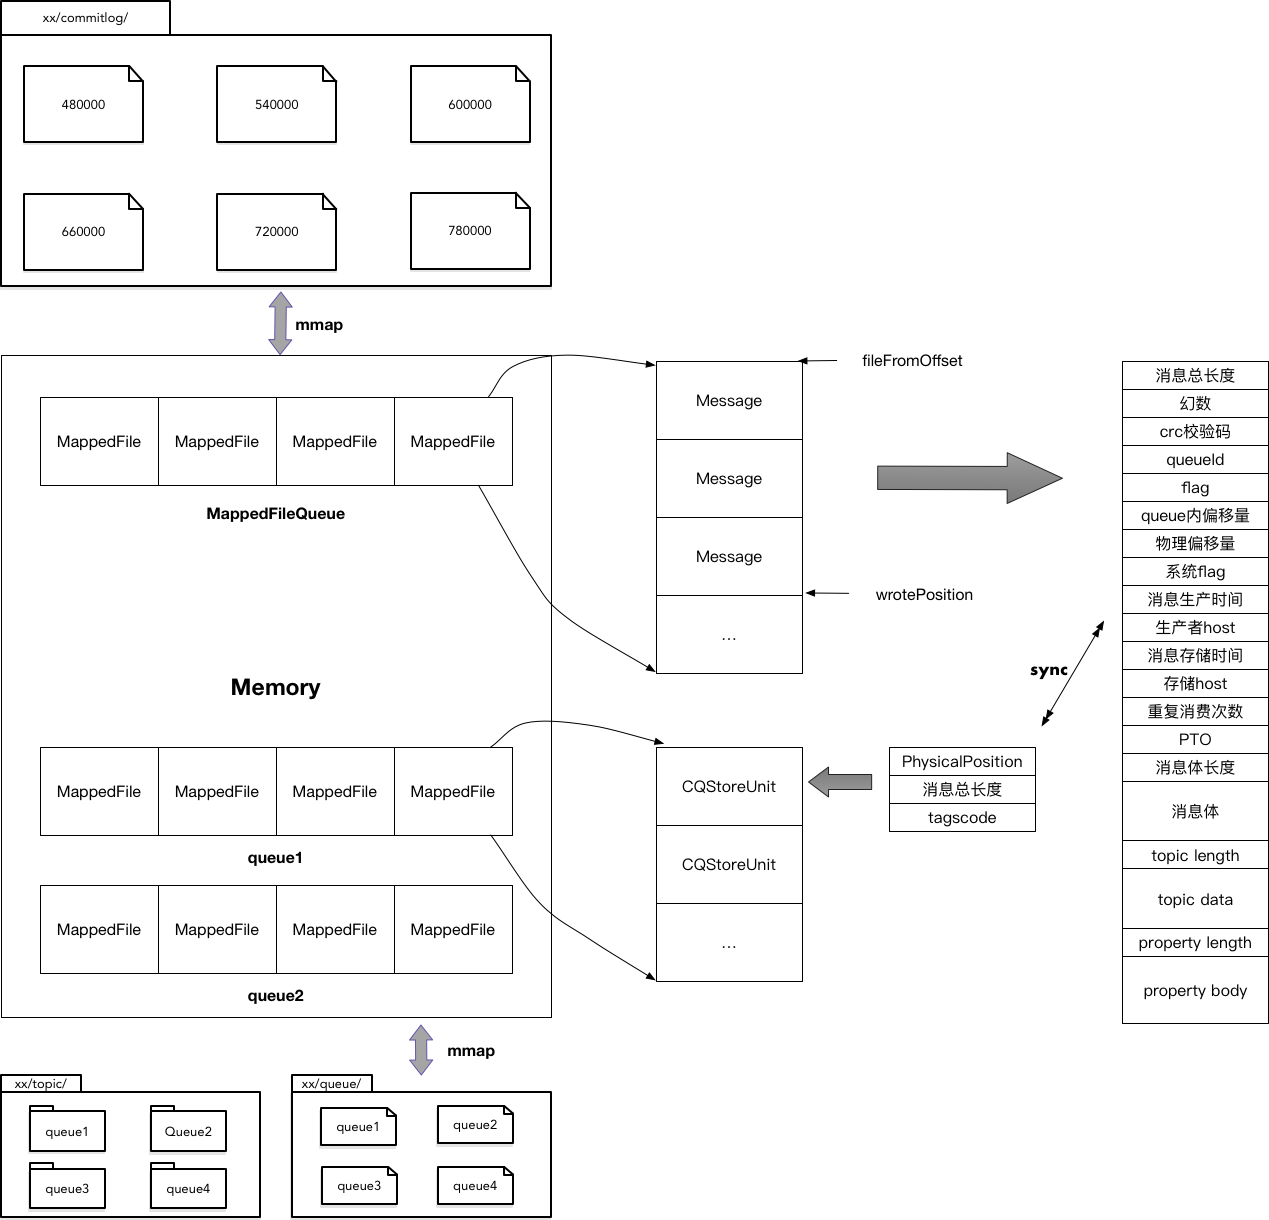 xx/commitlog/
480000
540000
600000
660000
720000
780000
mmap
MappedFile
MappedFile
MappedFile
MappedFile
MappedFileQueue
Memory
MappedFile
MappedFile
MappedFile
MappedFile
queue1
MappedFile
MappedFile
MappedFile
MappedFile
queue2
mmap
xx/topic/
queue1
Queue2
queue3
queue4
xx/queue/
queue1
queue2
queue3
queue4
fileFromOffset
Message
Message
Message
...
wrotePosition
CQStoreUnit
CQStoreUnit
...
PhysicalPosition
消息总长度
tagscode
sync
消息总长度
幻数
crc校验码
queueId
flag
queue内偏移量
物理偏移量
系统flag
消息生产时间
生产者host
消息存储时间
存储host
重复消费次数
PTO
消息体长度
消息体
topic length
topic data
property length
property body